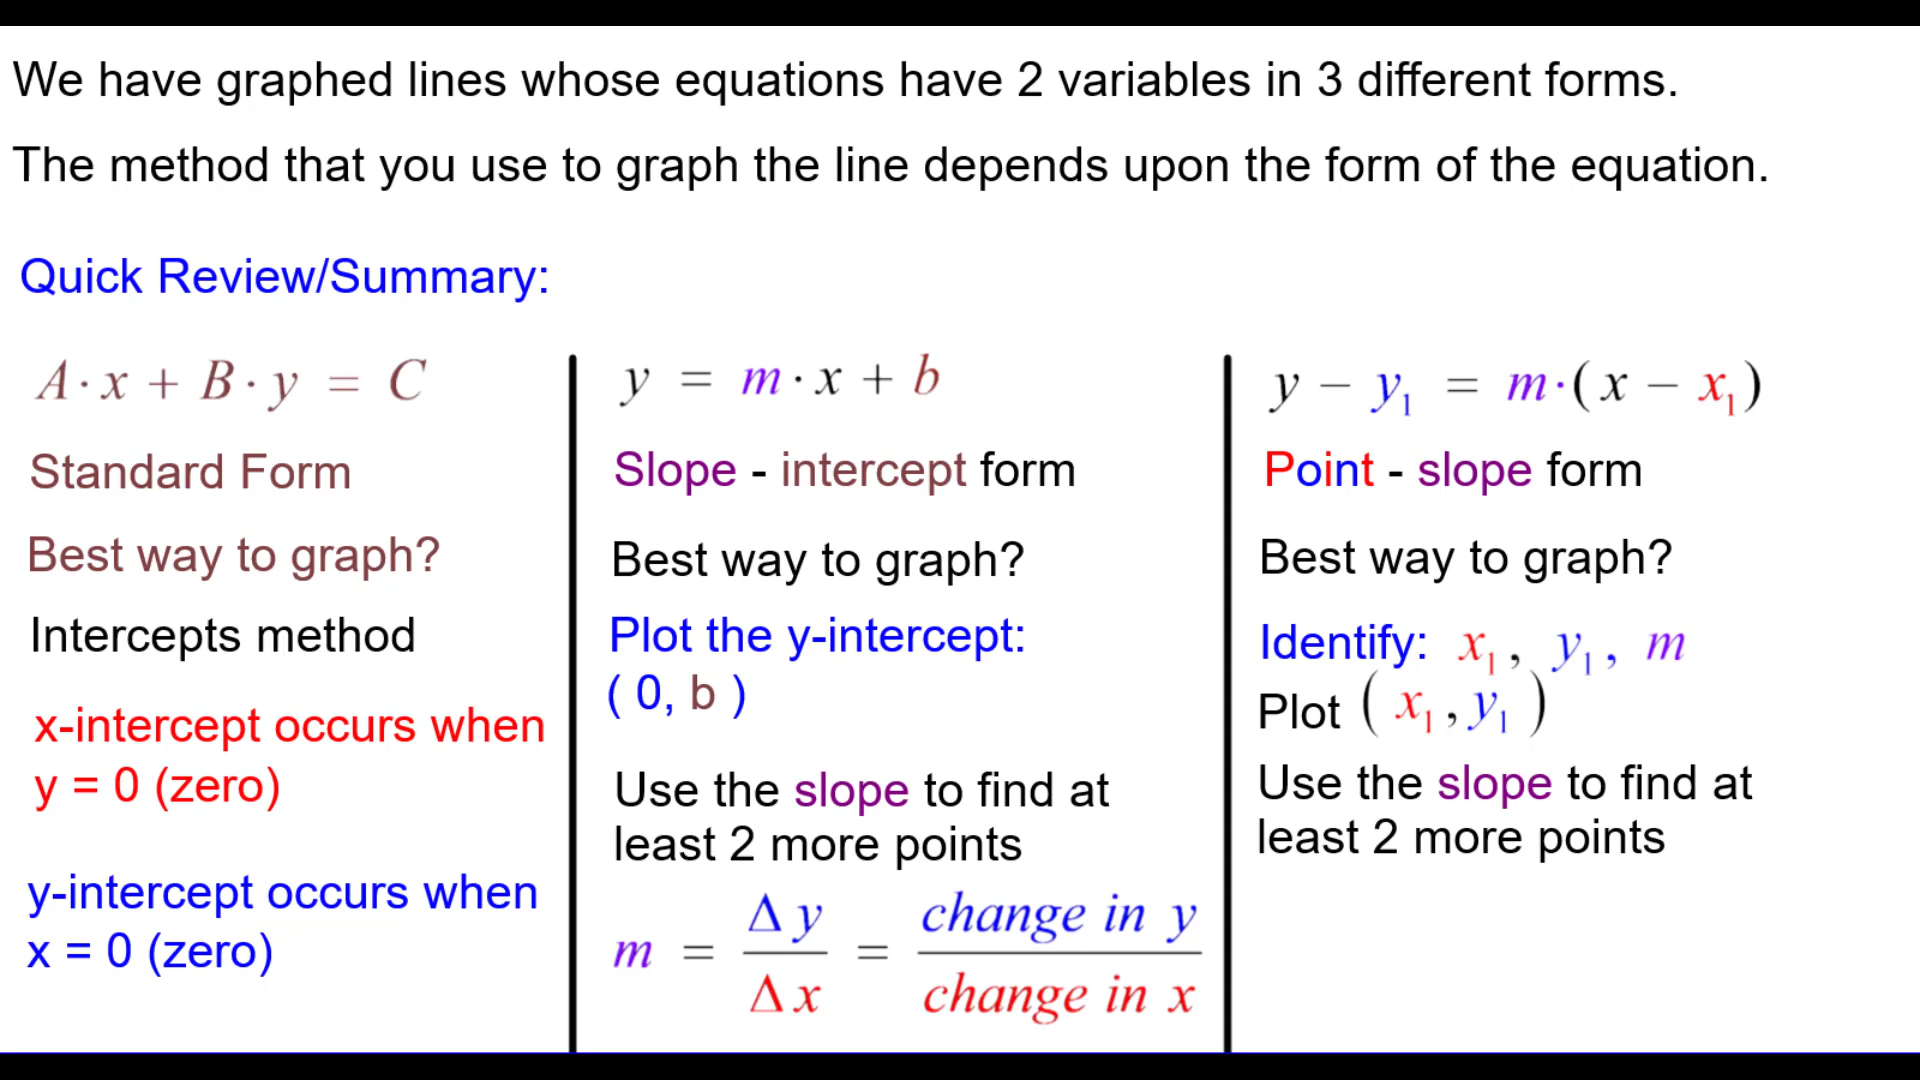 We have graphed lines whose equations have 2 variables in 3 different forms.
The method that you use to graph the line depends upon the form of the equation.
Quick Review/Summary:
A·x + B·y = C
Standard Form
Best way to graph?
Intercepts method
x-intercept occurs when
y = 0 (zero)
y-intercept occurs when
x = 0 (zero)
y = m·x + b
Slope - intercept form
Best way to graph?
Plot the y-intercept:
( 0, b )
Use the slope to find at
least 2 more points
m = Δy/Δx = change in y/change in x
y − y₁ = m·(x − x₁)
Point - slope form
Best way to graph?
Identify: x₁, y₁, m
Plot (x₁, y₁)
Use the slope to find at
least 2 more points